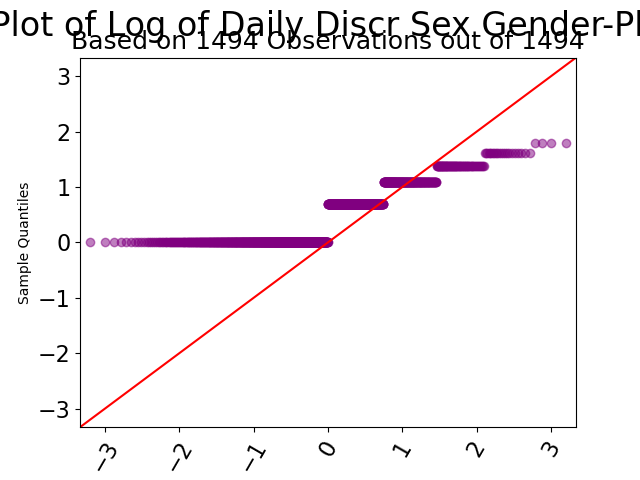 Plot of Log of Daily Discr Sex Gender-Pl
Based on 1494 Observations out of 1494
3
2
1
0
−1
−2
−3
Sample Quantiles
−3 −2 −1 0 1 2 3